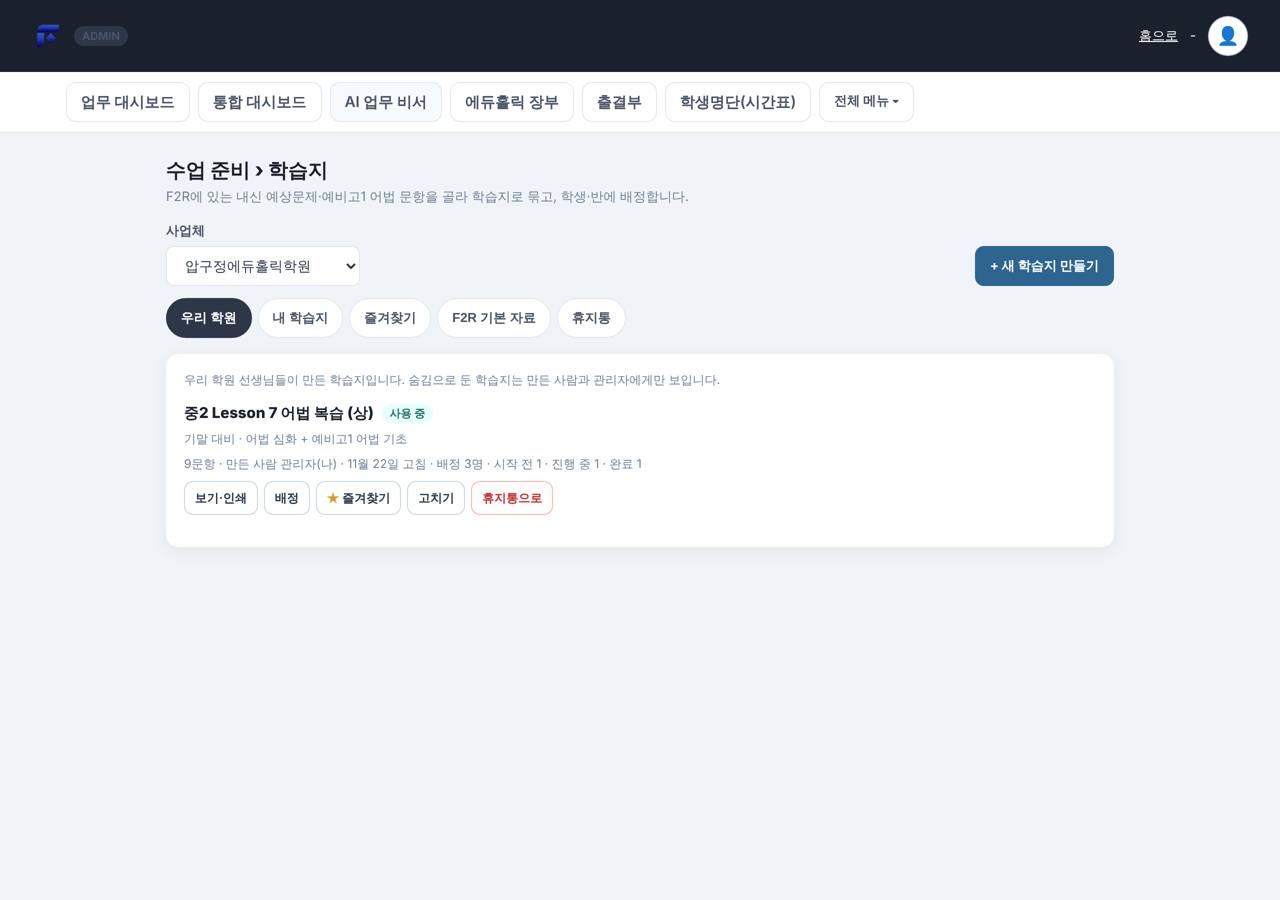 ADMIN
홈으로 -
업무 대시보드 통합 대시보드 AI 업무 비서 에듀홀릭 장부 출결부 학생명단(시간표) 전체 메뉴
수업 준비 › 학습지
F2R에 있는 내신 예상문제·예비고1 어법 문항을 골라 학습지로 묶고, 학생·반에 배정합니다.
사업체
압구정에듀홀릭학원 + 새 학습지 만들기
우리 학원 내 학습지 즐겨찾기 F2R 기본 자료 휴지통
우리 학원 선생님들이 만든 학습지입니다. 숨김으로 둔 학습지는 만든 사람과 관리자에게만 보입니다.
중2 Lesson 7 어법 복습 (상) 사용 중
기말 대비 · 어법 심화 + 예비고1 어법 기초
9문항 · 만든 사람 관리자(나) · 11월 22일 고침 · 배정 3명 · 시작 전 1 · 진행 중 1 · 완료 1
보기·인쇄 배정 ★ 즐겨찾기 고치기 휴지통으로